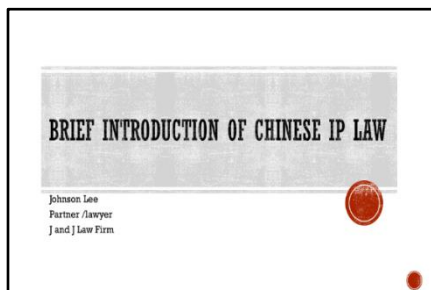 BRIEF INTRODUCTION OF CHINESE IP LAW
Johnson Lee
Partner /lawyer
J and J Law Firm